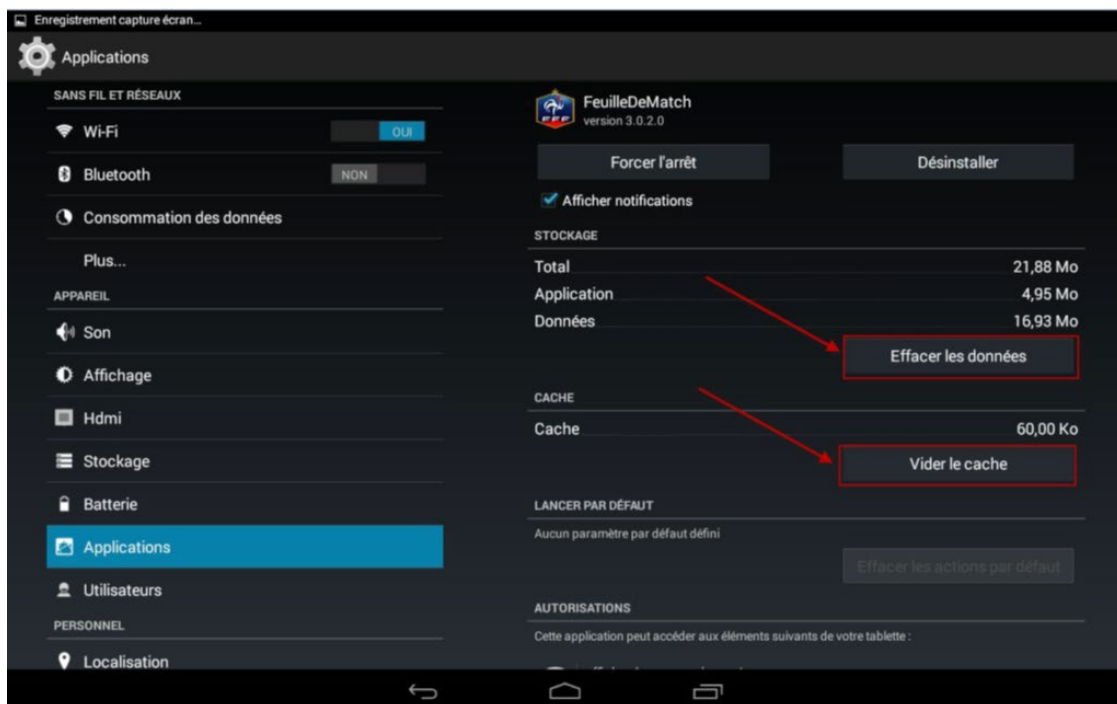 Enregistrement capture écran...
Applications
SANS FIL ET RÉSEAUX
Wi-Fi
OUI
Bluetooth
NON
Consommation des données
Plus...
APPAREIL
Son
Affichage
Hdmi
Stockage
Batterie
Applications
Utilisateurs
PERSONNEL
Localisation
FeuilleDeMatch
version 3.0.2.0
Forcer l'arrêt
Désinstaller
Afficher notifications
STOCKAGE
Total 21,88 Mo
Application 4,95 Mo
Données 16,93 Mo
Effacer les données
CACHE
Cache 60,00 Ko
Vider le cache
LANCER PAR DÉFAUT
Aucun paramètre par défaut défini
Effacer les actions par défaut
AUTORISATIONS
Cette application peut accéder aux éléments suivants de votre tablette :